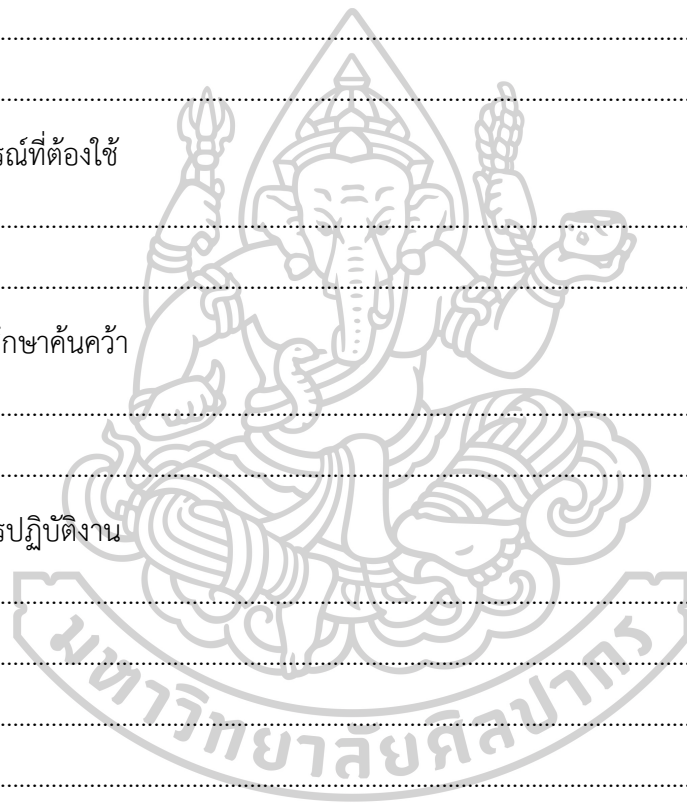 รณ์ที่ต้องใช้
กษาค้นคว้า
รปฏิบัติงาน
มหาวิทยาลัยศิลปากร